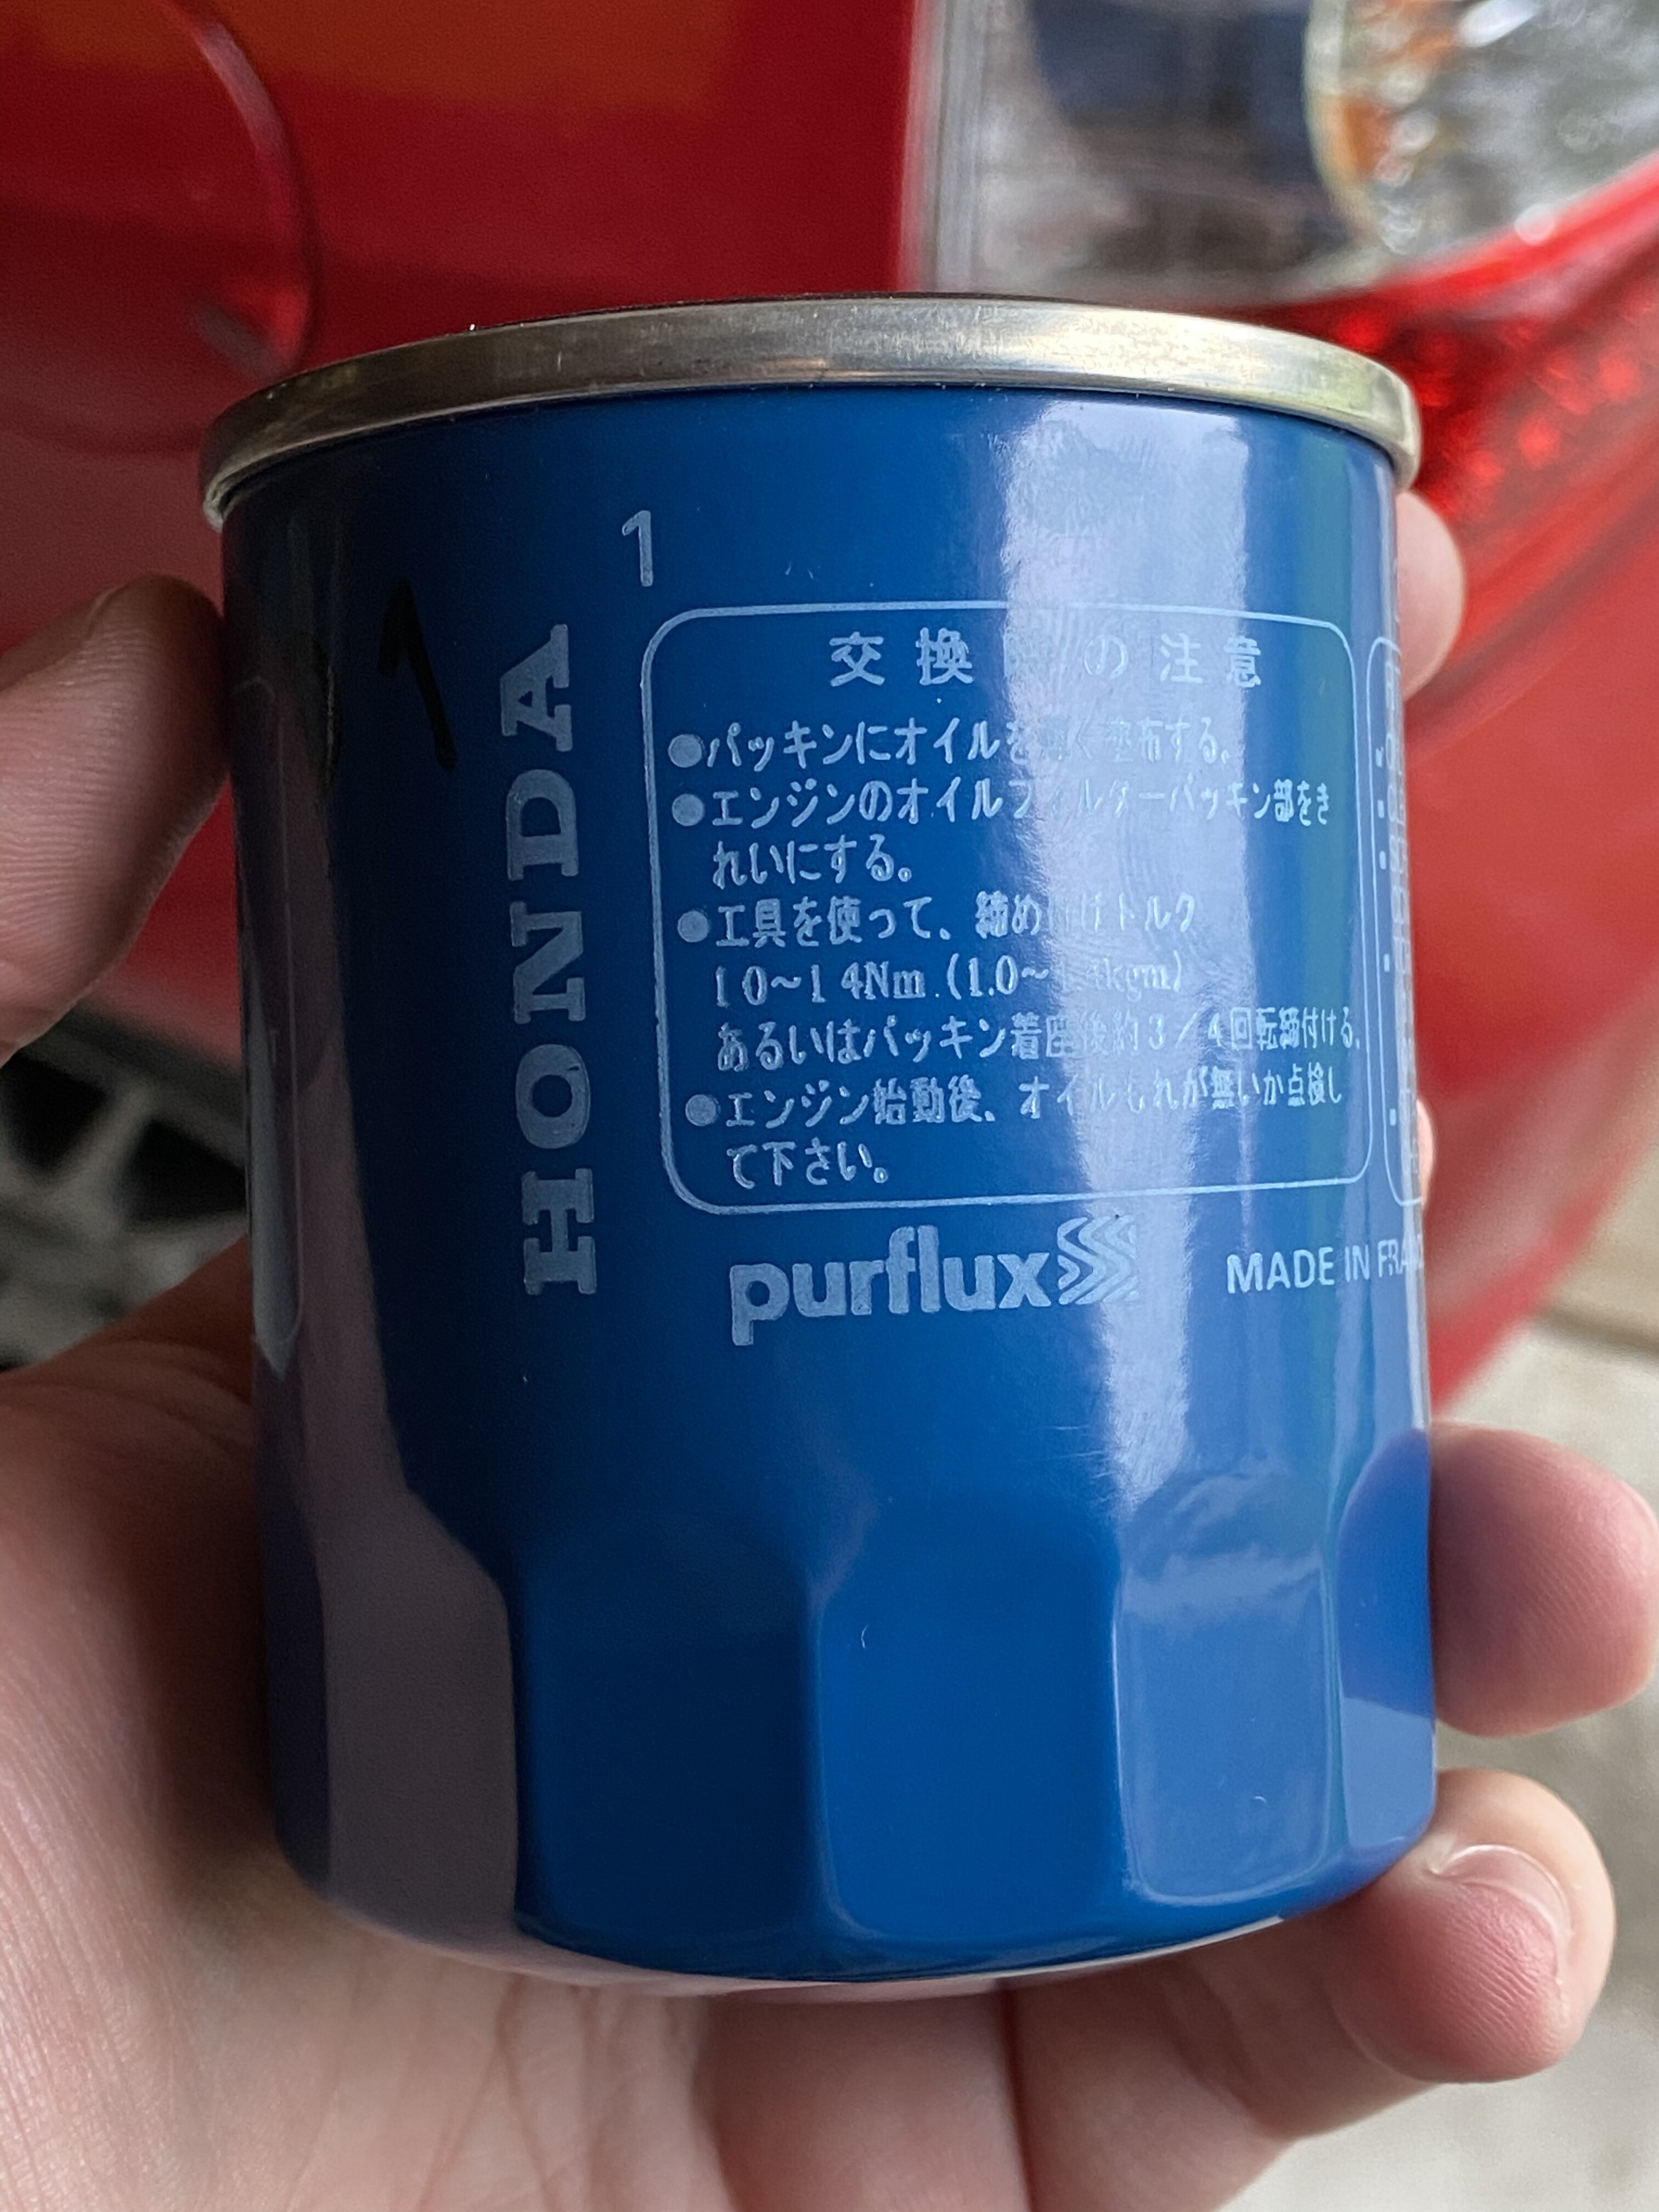 1
1
HONDA
交換 の注意
●パッキンにオイルを薄く塗布する。
●エンジンのオイルフィルターパッキン部をき
れいにする。
●工具を使って、締め付けトルク
10~14Nm (1.0~1.4kgm)
あるいはパッキン着座後約3/4回転締付ける。
●エンジン始動後、オイルもれが無いか点検し
て下さい。
purflux
MADE IN